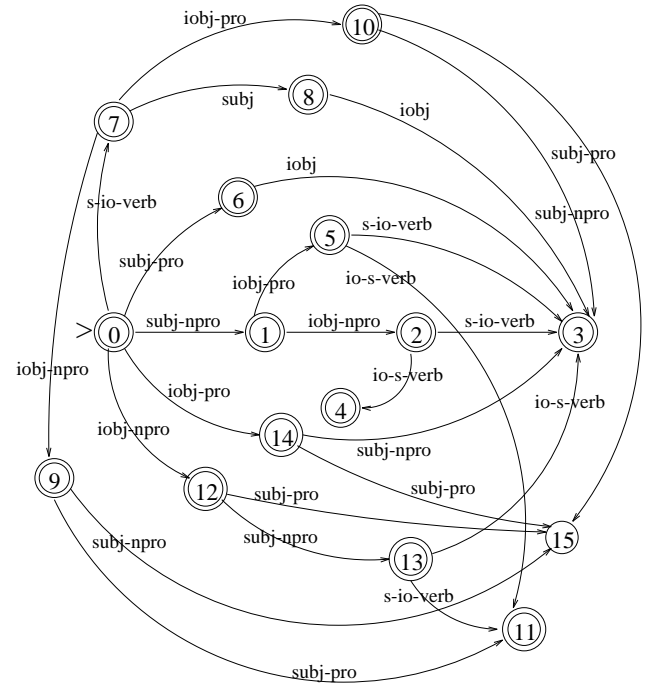 iobj-pro
10
subj
8
iobj
7
subj-pro
iobj
6
s-io-verb
subj-npro
5
s-io-verb
subj-pro
iobj-pro
io-s-verb
>
0
subj-npro
1
iobj-npro
2
s-io-verb
3
iobj-npro
io-s-verb
iobj-pro
4
io-s-verb
iobj-npro
14
subj-npro
9
12
subj-pro
subj-pro
subj-npro
subj-npro
15
13
s-io-verb
11
subj-pro